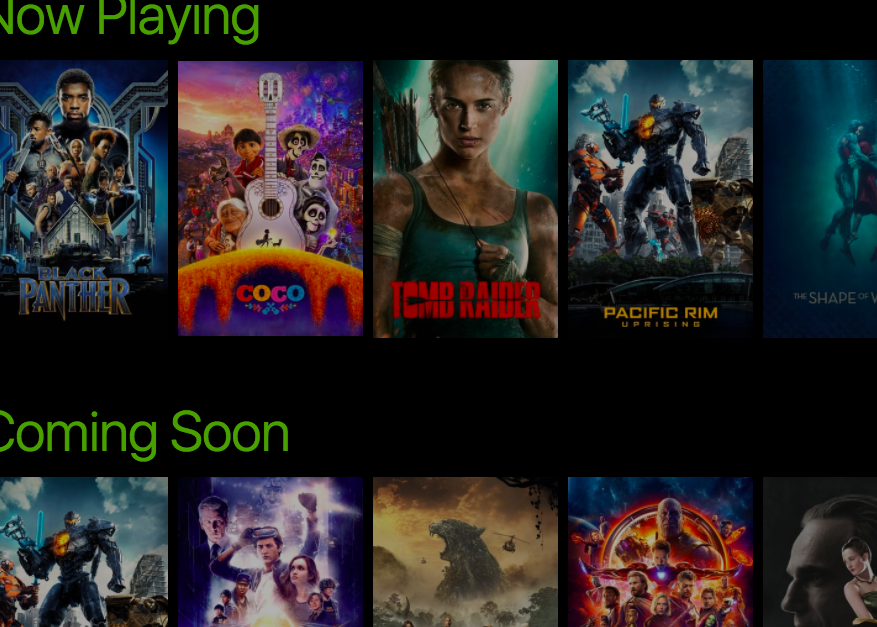 Now Playing
BLACK
PANTHER
COCO
TOMB RAIDER
PACIFIC RIM
UPRISING
THE SHAPE OF
Coming Soon